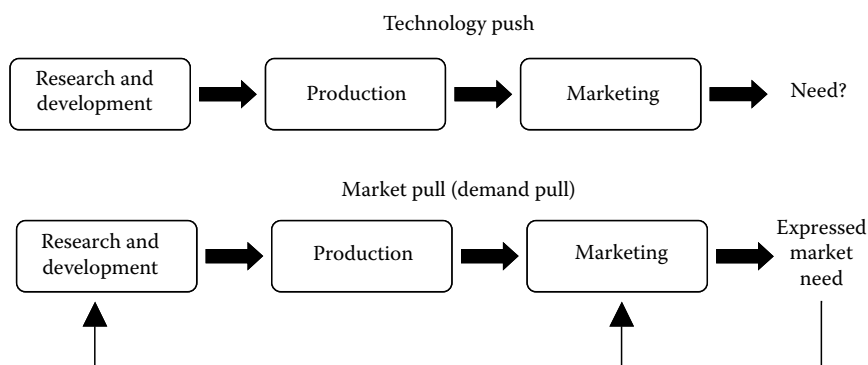 Technology push
Research and
development
Production
Marketing
Need?
Market pull (demand pull)
Research and
development
Production
Marketing
Expressed
market
need